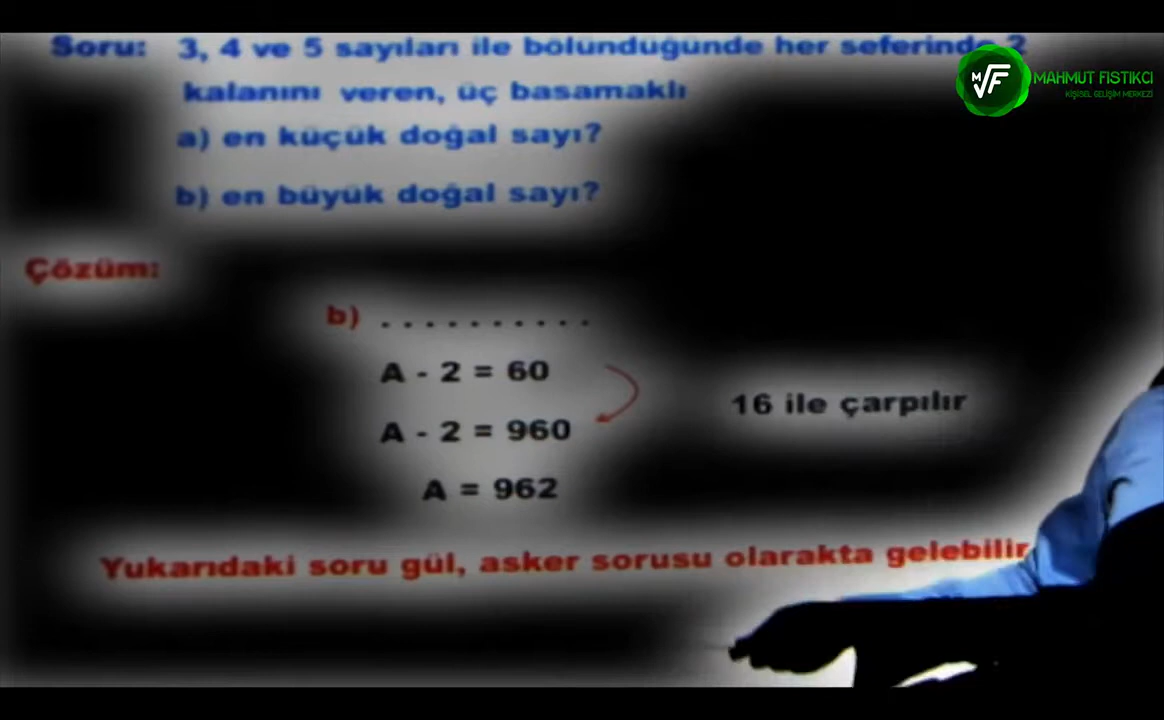 Soru: 3, 4 ve 5 sayıları ile bölündüğünde her seferinde 2
kalanını veren, üç basamaklı
a) en küçük doğal sayı?
b) en büyük doğal sayı?
Çözüm:
b) . . . . . . . . . .
A - 2 = 60
16 ile çarpılır
A - 2 = 960
A = 962
Yukarıdaki soru gül, asker sorusu olarakta gelebilir
MVF
MAHMUT FISTIKCI
KİŞİSEL GELİŞİM MERKEZİ